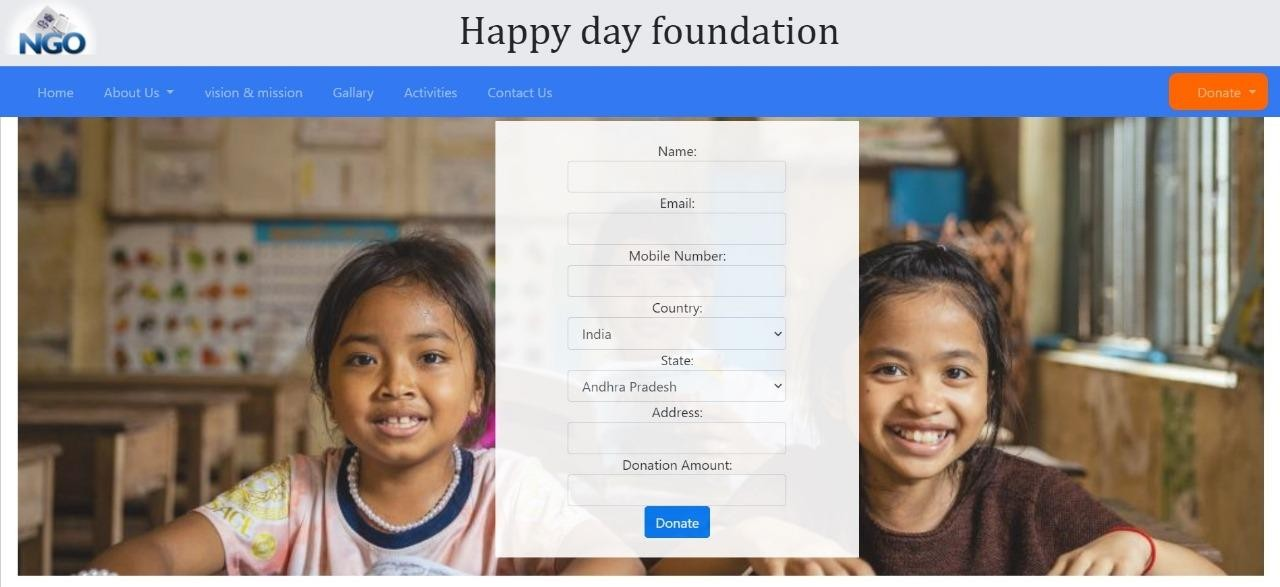 NGO
Happy day foundation
Home About Us vision & mission Gallary Activities Contact Us Donate
Name:
Email:
Mobile Number:
Country:
India
State:
Andhra Pradesh
Address:
Donation Amount:
Donate